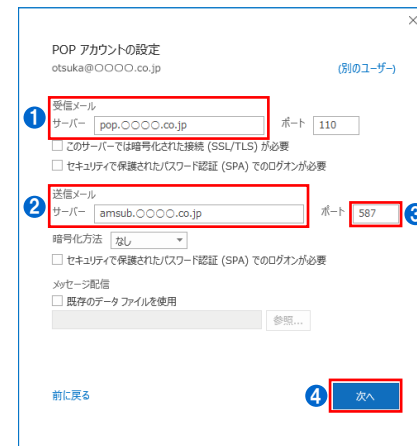 ×
POP アカウントの設定
otsuka@〇〇〇〇.co.jp (別のユーザー)
受信メール
1 サーバー pop.〇〇〇〇.co.jp ポート 110
このサーバーでは暗号化された接続 (SSL/TLS) が必要
セキュリティで保護されたパスワード認証 (SPA) でのログオンが必要
送信メール
2 サーバー amsub.〇〇〇〇.co.jp ポート 587 3
暗号化方法 なし
セキュリティで保護されたパスワード認証 (SPA) でのログオンが必要
メッセージ配信
既存のデータ ファイルを使用
参照...
前に戻る 4 次へ